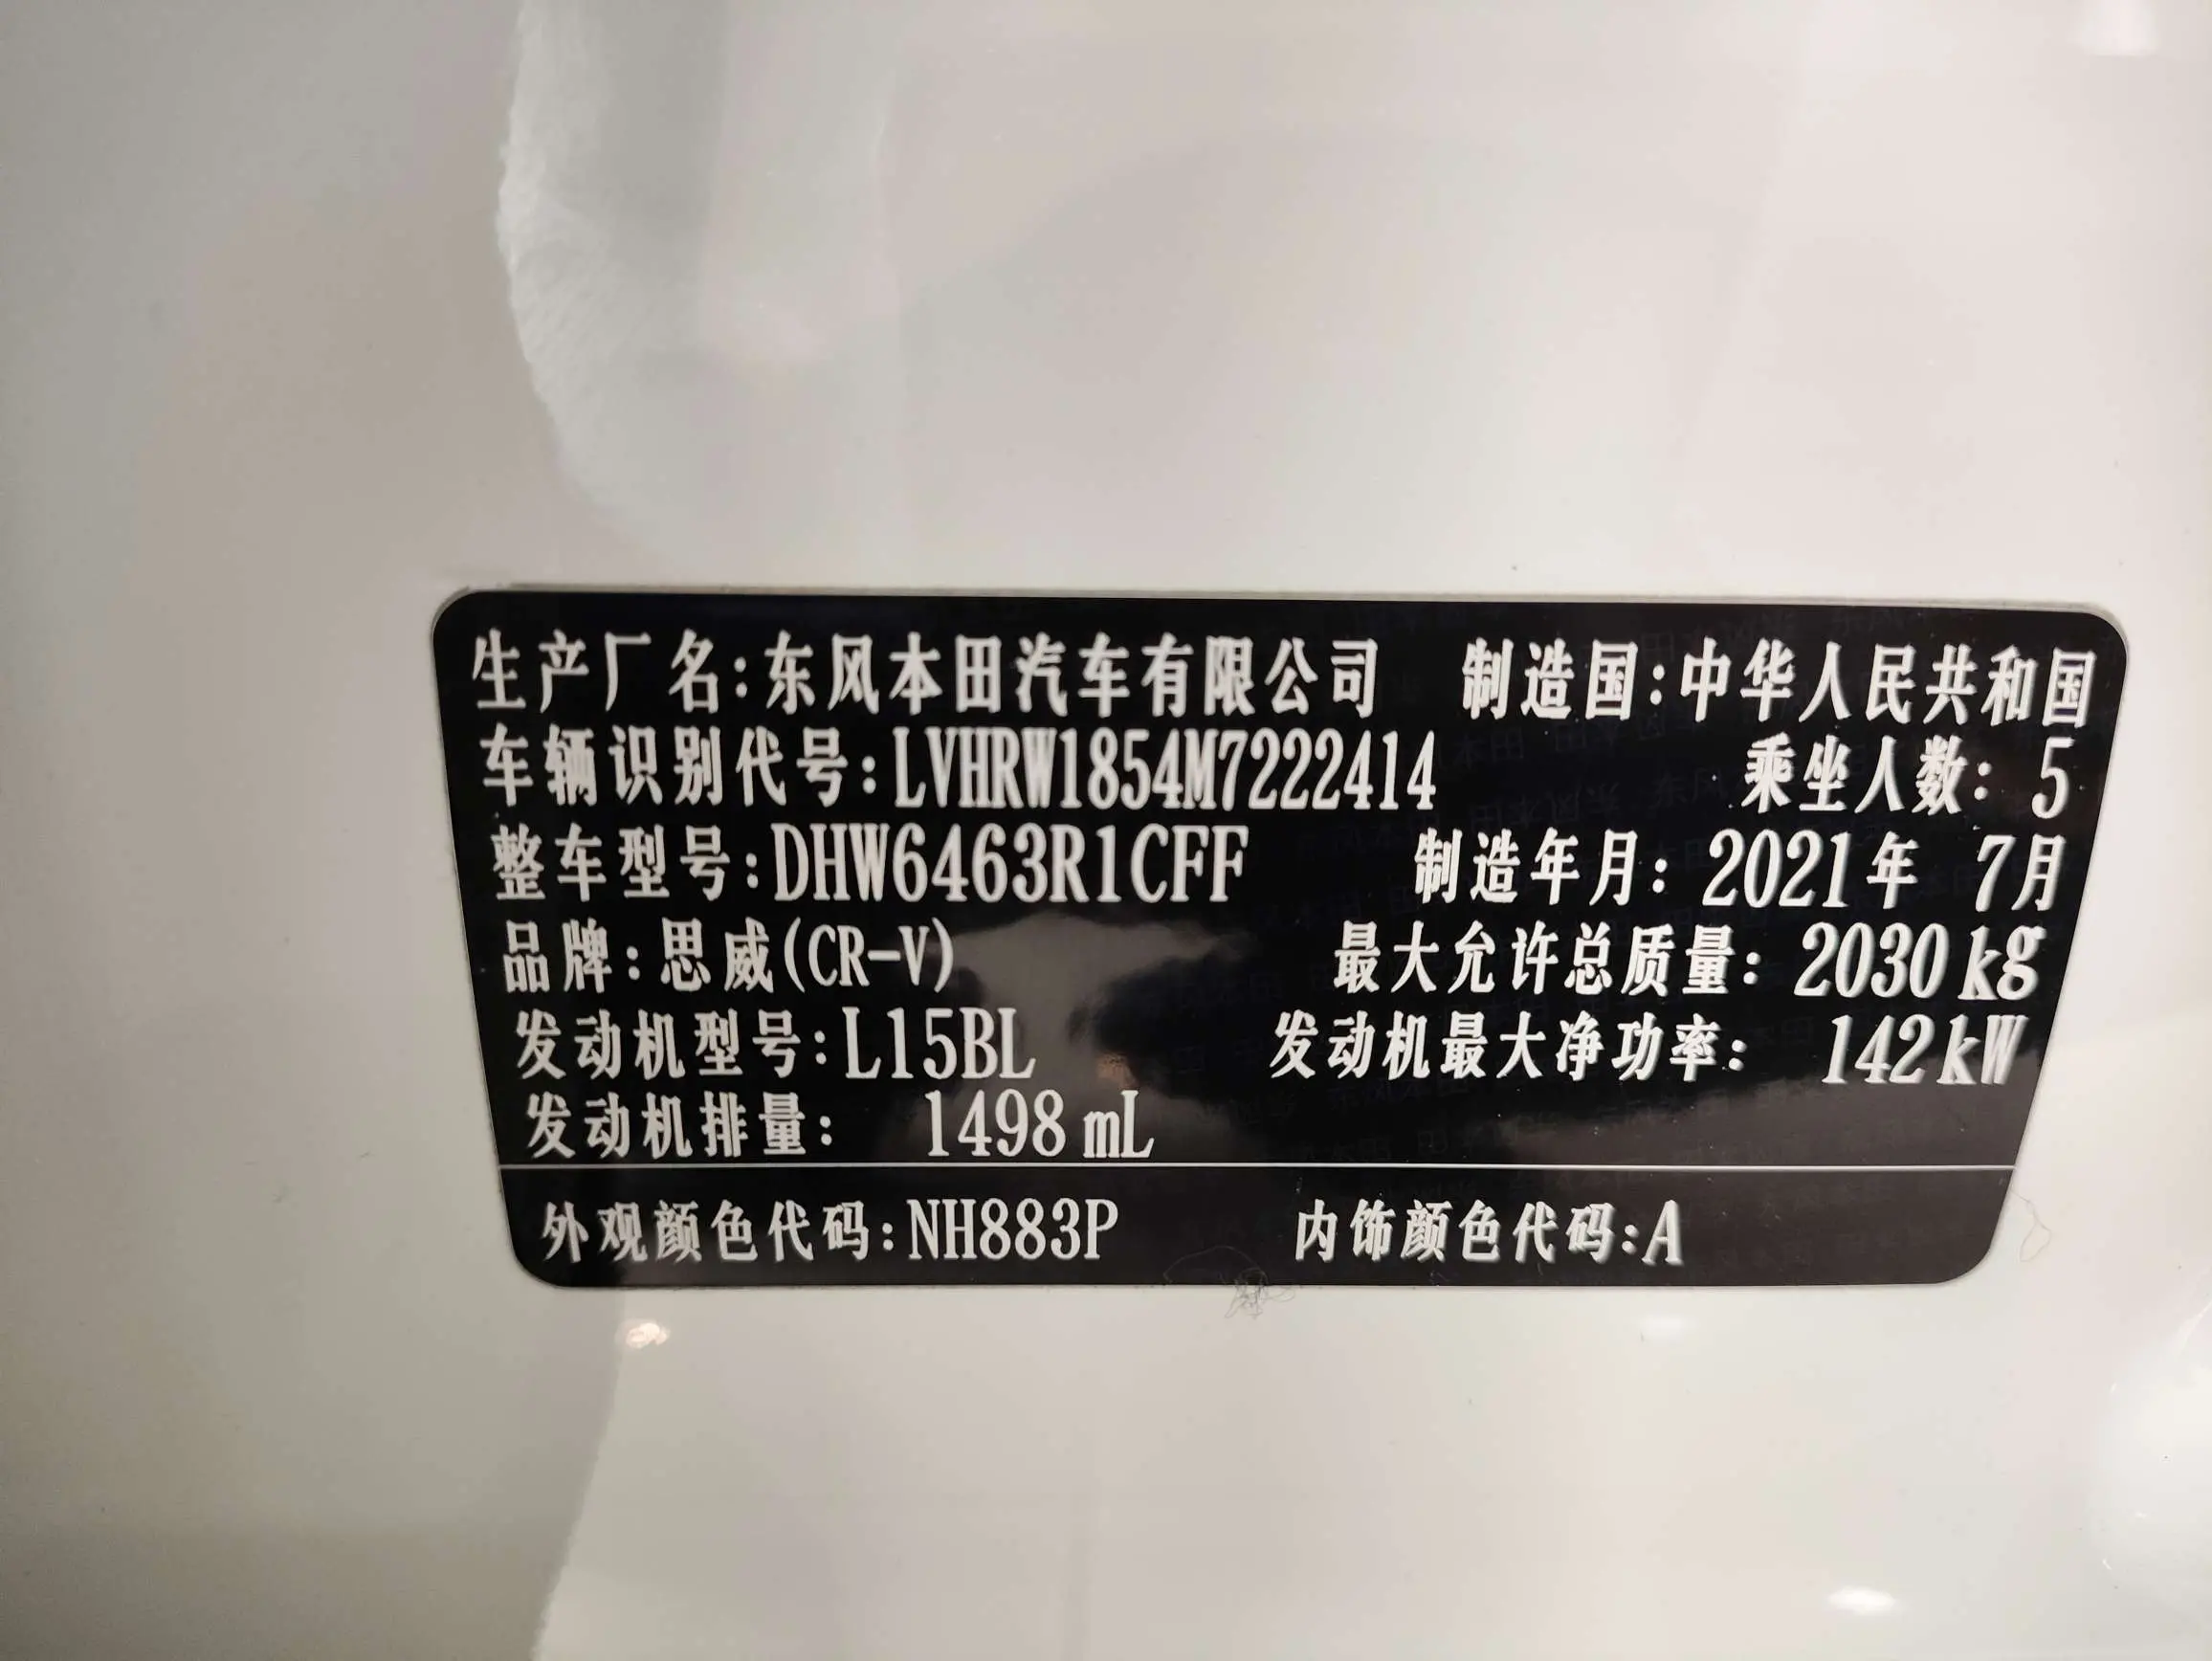 生产厂名:东风本田汽车有限公司 制造国:中华人民共和国
车辆识别代号:LVHRW1854M7222414 乘坐人数: 5
整车型号:DHW6463R1CFF 制造年月: 2021年 7月
品牌:思威(CR-V) 最大允许总质量: 2030kg
发动机型号:L15BL 发动机最大净功率: 142kW
发动机排量: 1498mL
外观颜色代码:NH883P 内饰颜色代码:A